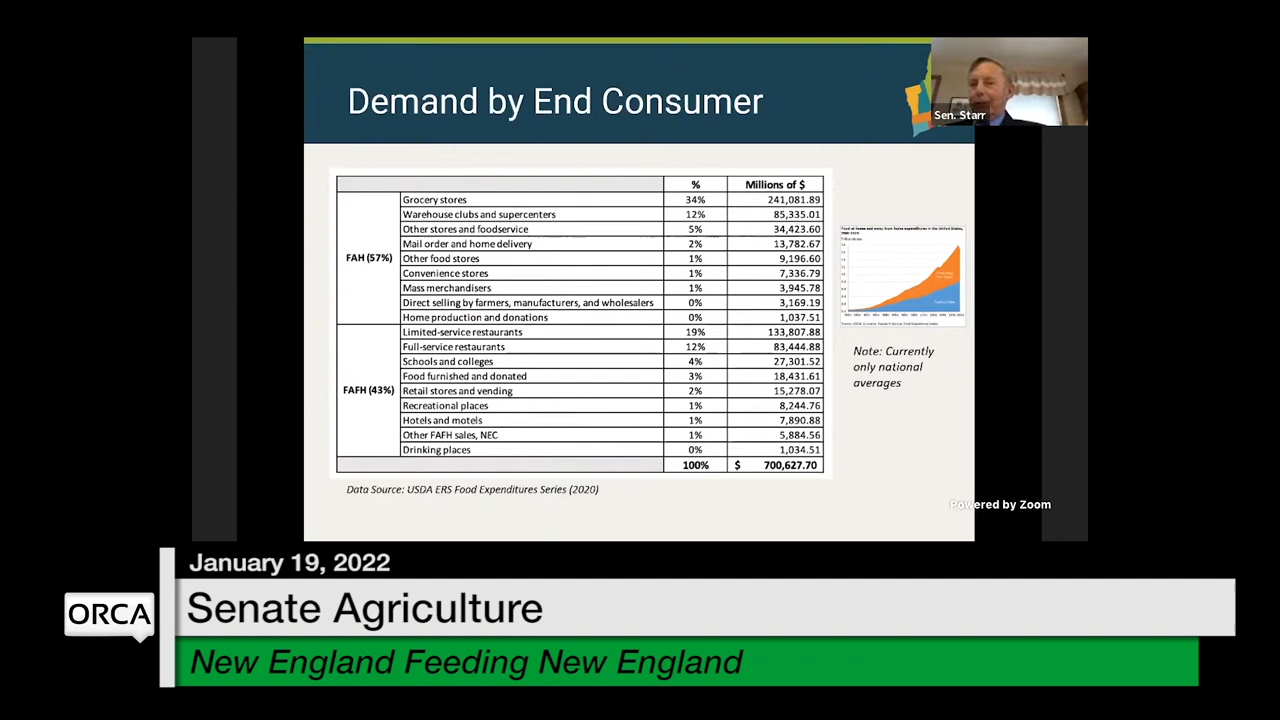 Demand by End Consumer
Sen. Starr
% Millions of $
FAH (57%)
Grocery stores 34% 241,081.89
Warehouse clubs and supercenters 12% 85,335.01
Other stores and foodservice 5% 34,423.60
Mail order and home delivery 2% 13,782.67
Other food stores 1% 9,196.60
Convenience stores 1% 7,336.79
Mass merchandisers 1% 3,945.78
Direct selling by farmers, manufacturers, and wholesalers 0% 3,169.19
Home production and donations 0% 1,037.51
FAFH (43%)
Limited-service restaurants 19% 133,807.88
Full-service restaurants 12% 83,444.88
Schools and colleges 4% 27,301.52
Food furnished and donated 3% 18,431.61
Retail stores and vending 2% 15,278.07
Recreational places 1% 8,244.76
Hotels and motels 1% 7,890.88
Other FAFH sales, NEC 1% 5,884.56
Drinking places 0% 1,034.51
100% $ 700,627.70
Note: Currently
only national
averages
Data Source: USDA ERS Food Expenditures Series (2020)
Powered by Zoom
January 19, 2022
ORCA
Senate Agriculture
New England Feeding New England